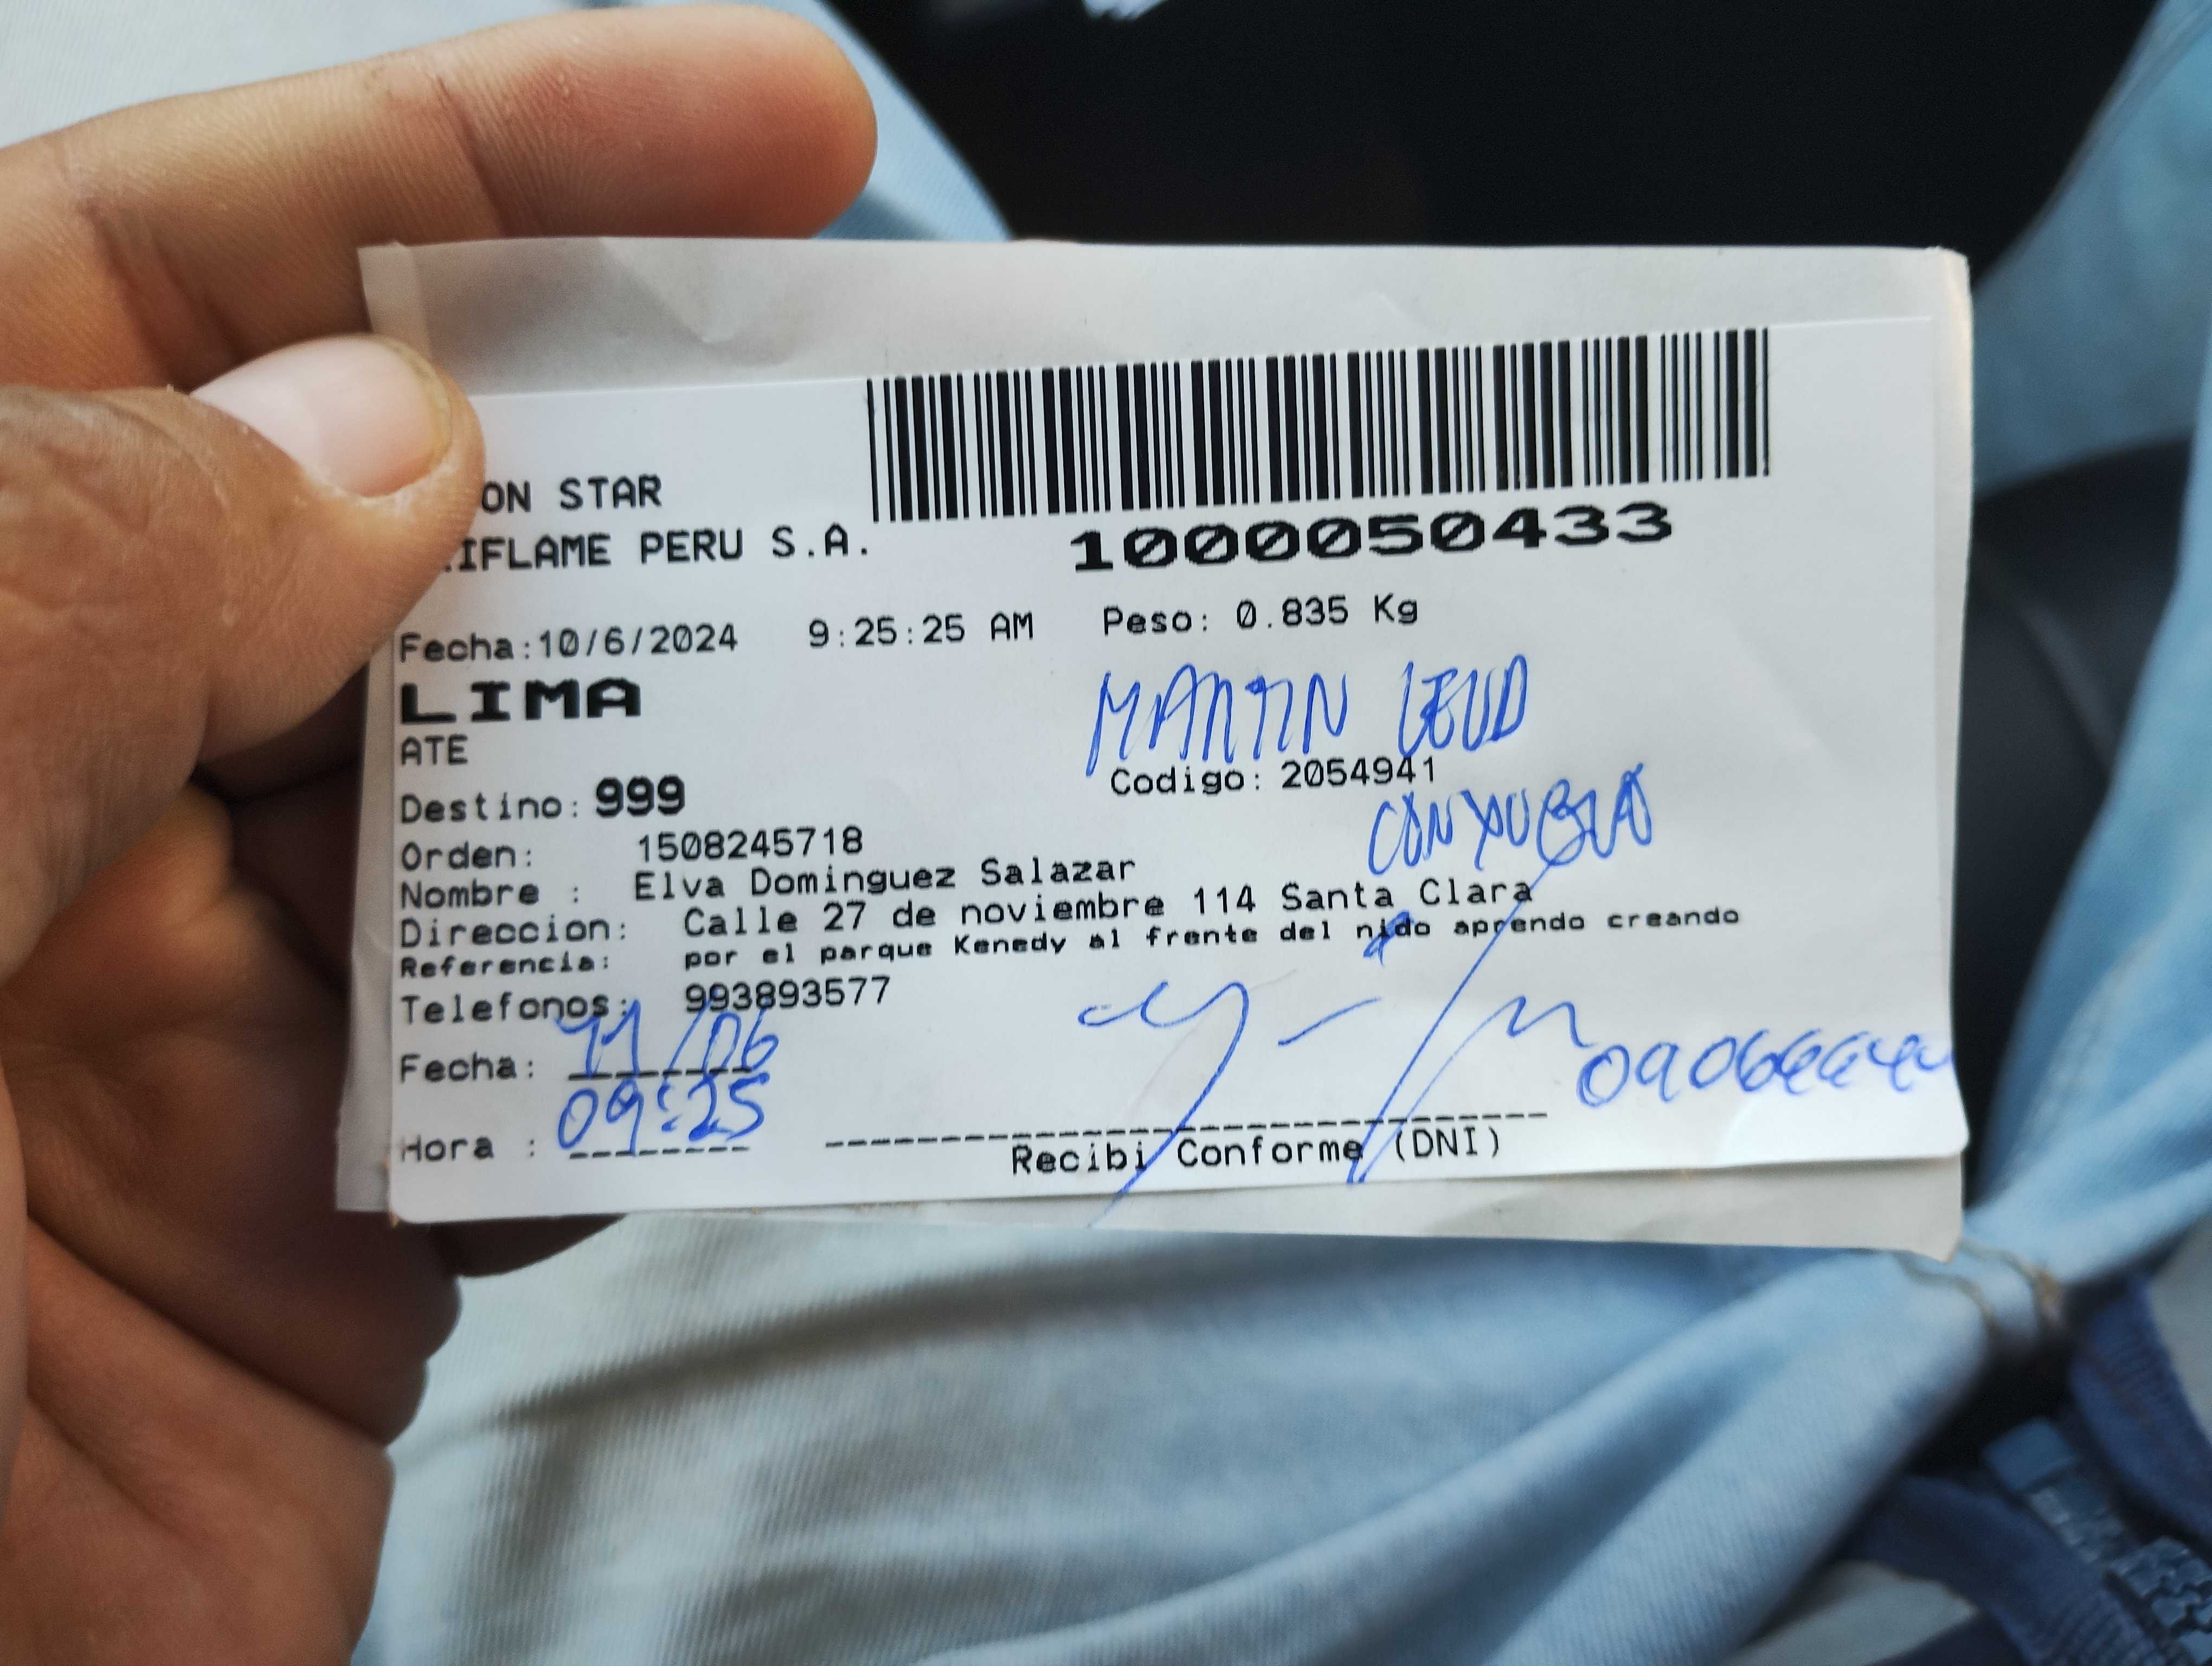 ON STAR
IFLAME PERU S.A.
1000050433
Fecha:10/6/2024 9:25:25 AM Peso: 0.835 Kg
LIMA
MARTIN
ATE
Codigo: 2054941
Destino: 999
Orden: 1508245718
Nombre : Elva Dominguez Salazar
Direccion: Calle 27 de noviembre 114 Santa Clara
Referencia: por el parque Kenedy al frente del nido aprendo creando
Telefonos: 993893577
Fecha: 11/06
Hora : 09:25
Recibi Conforme (DNI)